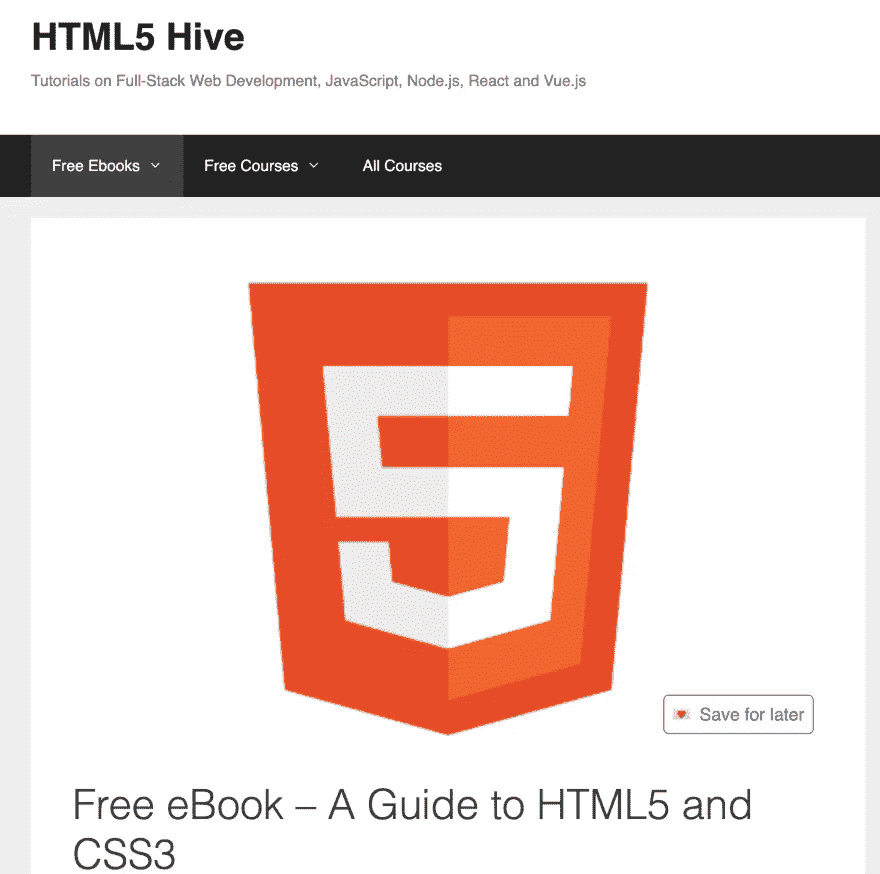 HTML5 Hive
Tutorials on Full-Stack Web Development, JavaScript, Node.js, React and Vue.js
Free Ebooks Free Courses All Courses
5
Save for later
Free eBook – A Guide to HTML5 and
CSS3